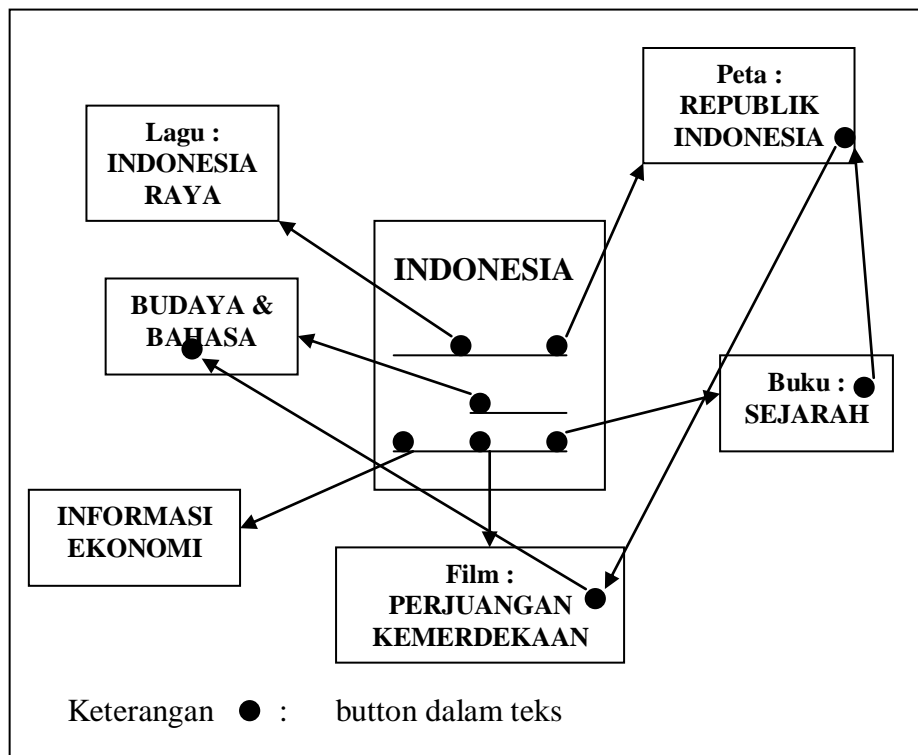 Peta :
REPUBLIK
INDONESIA
Lagu :
INDONESIA
RAYA
INDONESIA
BUDAYA &
BAHASA
Buku :
SEJARAH
INFORMASI
EKONOMI
Film :
PERJUANGAN
KEMERDEKAAN
Keterangan : button dalam teks